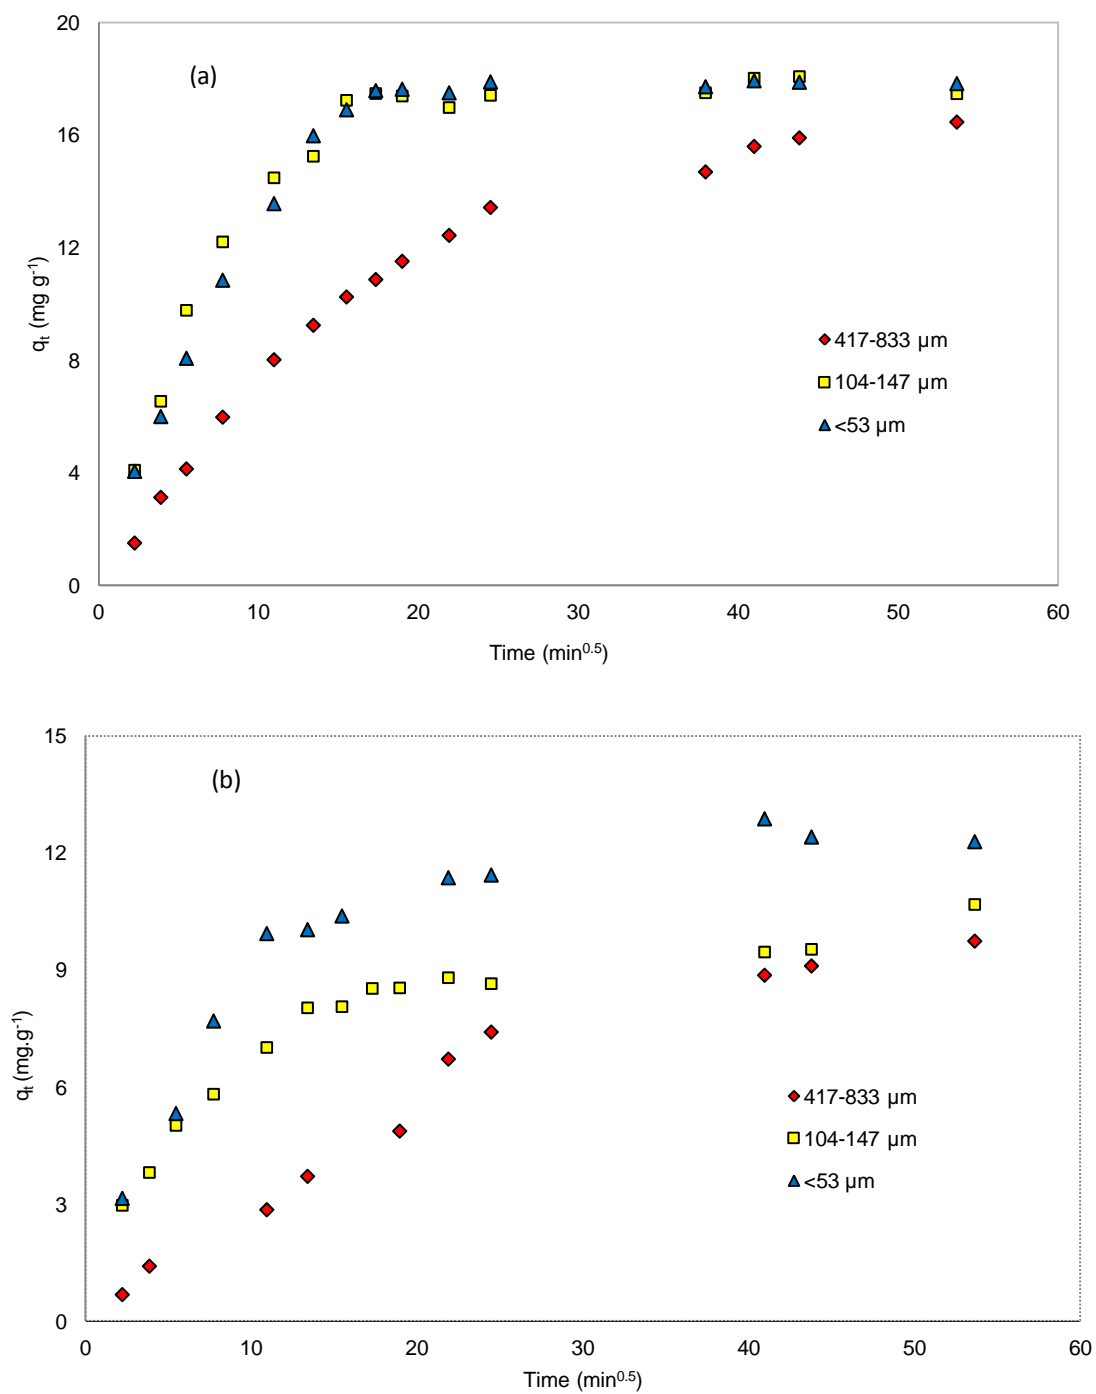 20
(a)
16
12
8
4
0
q_t (mg g⁻¹)
417-833 µm
104-147 µm
<53 µm
0 10 20 30 40 50 60
Time (min⁰·⁵)
15
(b)
12
9
6
3
0
q_t (mg.g⁻¹)
417-833 µm
104-147 µm
<53 µm
0 10 20 30 40 50 60
Time (min⁰·⁵)